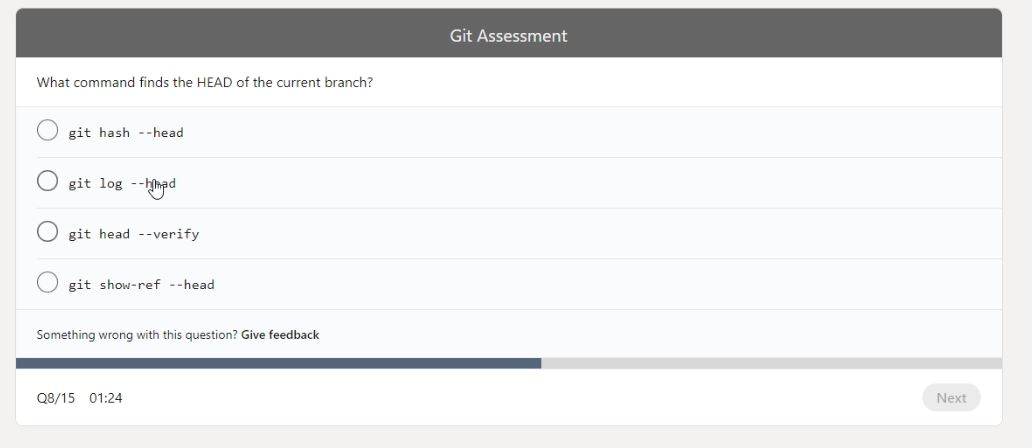 Git Assessment
What command finds the HEAD of the current branch?
git hash --head
git log --head
git head --verify
git show-ref --head
Something wrong with this question? Give feedback
Q8/15 01:24
Next